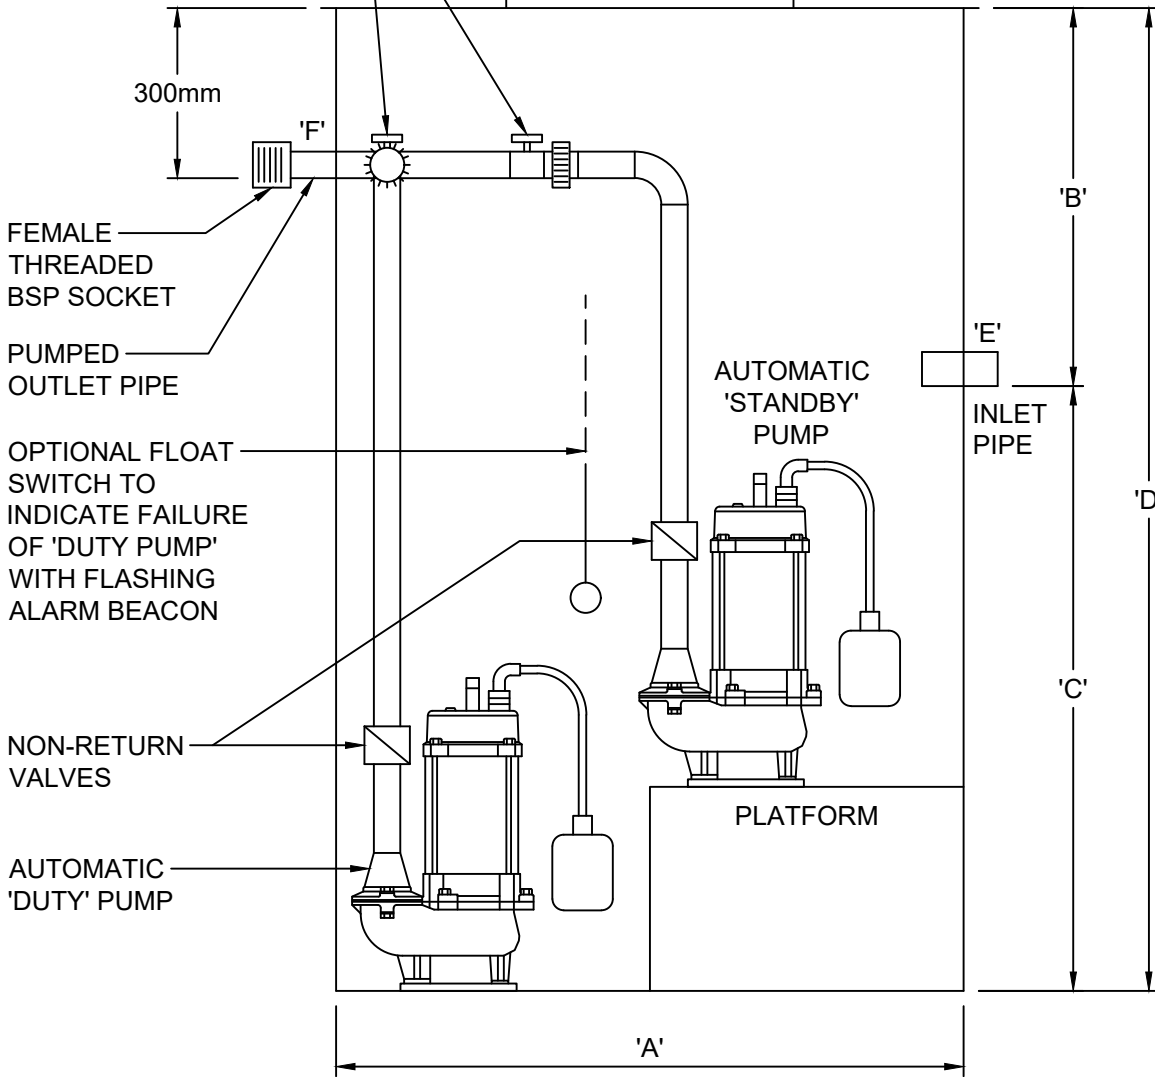 300mm
'F'
FEMALE
THREADED
BSP SOCKET
PUMPED
OUTLET PIPE
OPTIONAL FLOAT
SWITCH TO
INDICATE FAILURE
OF 'DUTY PUMP'
WITH FLASHING
ALARM BEACON
NON-RETURN
VALVES
AUTOMATIC
'DUTY' PUMP
AUTOMATIC
'STANDBY'
PUMP
PLATFORM
'E'
INLET
PIPE
'B'
'C'
'D
'A'